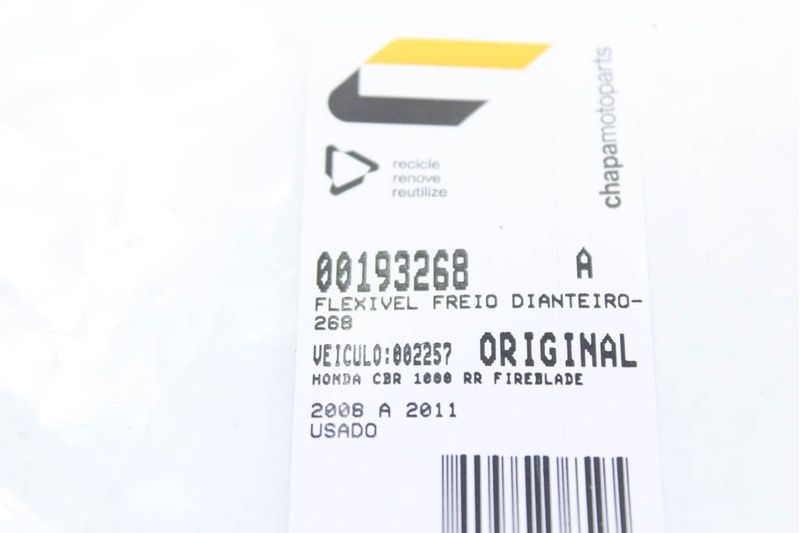 chapamotoparts
recicle
renove
reutilize
00193268 A
FLEXIVEL FREIO DIANTEIRO-
268
VEICULO:002257 ORIGINAL
HONDA CBR 1000 RR FIREBLADE
2008 A 2011
USADO